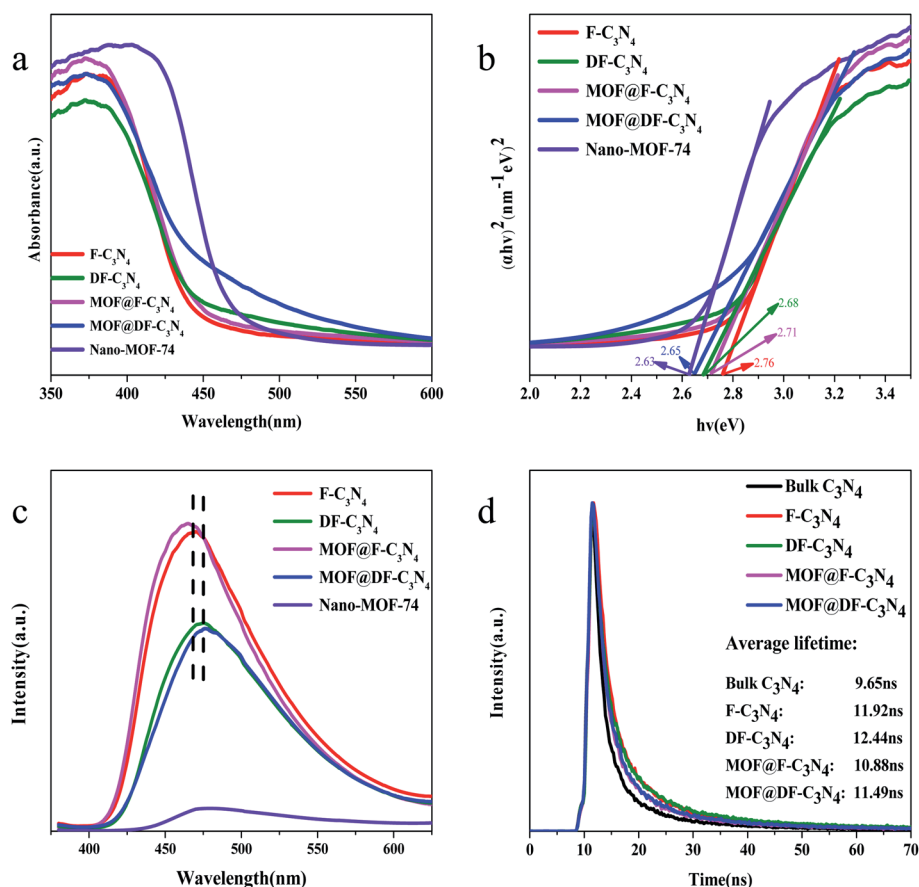 a
Absorbance(a.u.)
F-C₃N₄
DF-C₃N₄
MOF@F-C₃N₄
MOF@DF-C₃N₄
Nano-MOF-74
350 400 450 500 550 600
Wavelength(nm)
b
(αhν)²(nm⁻¹eV)²
F-C₃N₄
DF-C₃N₄
MOF@F-C₃N₄
MOF@DF-C₃N₄
Nano-MOF-74
2.68
2.71
2.65
2.63
2.76
2.0 2.2 2.4 2.6 2.8 3.0 3.2 3.4
hν(eV)
c
Intensity(a.u.)
F-C₃N₄
DF-C₃N₄
MOF@F-C₃N₄
MOF@DF-C₃N₄
Nano-MOF-74
400 450 500 550 600
Wavelength(nm)
d
Intensity(a.u.)
Bulk C₃N₄
F-C₃N₄
DF-C₃N₄
MOF@F-C₃N₄
MOF@DF-C₃N₄
Average lifetime:
Bulk C₃N₄: 9.65ns
F-C₃N₄: 11.92ns
DF-C₃N₄: 12.44ns
MOF@F-C₃N₄: 10.88ns
MOF@DF-C₃N₄: 11.49ns
0 10 20 30 40 50 60 70
Time(ns)